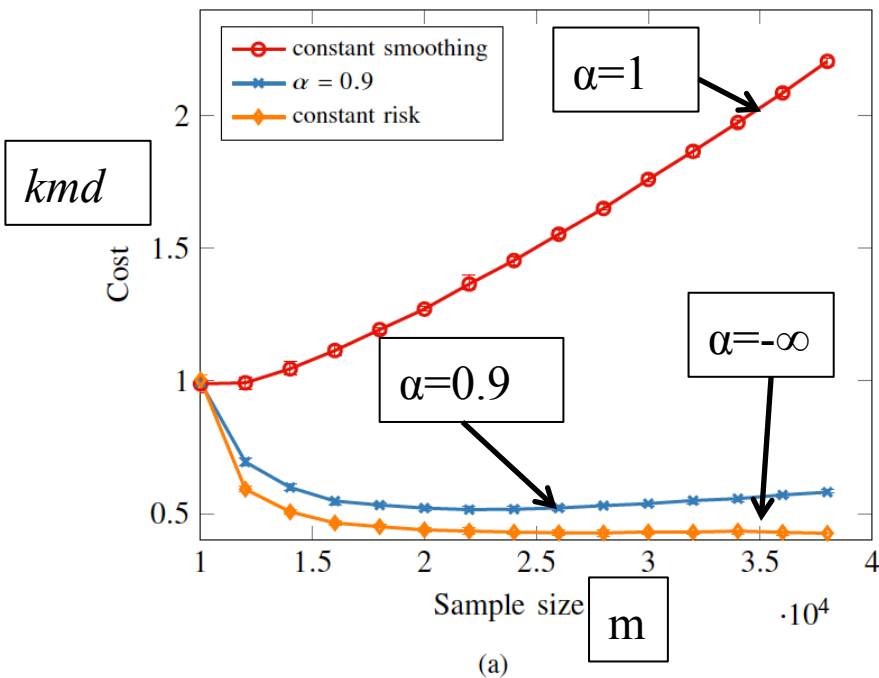 constant smoothing
α = 0.9
constant risk
α=1
kmd
Cost
α=0.9
α=-∞
2
1.5
1
0.5
1
1.5
2
2.5
3
3.5
4
Sample size
m
·10⁴
(a)